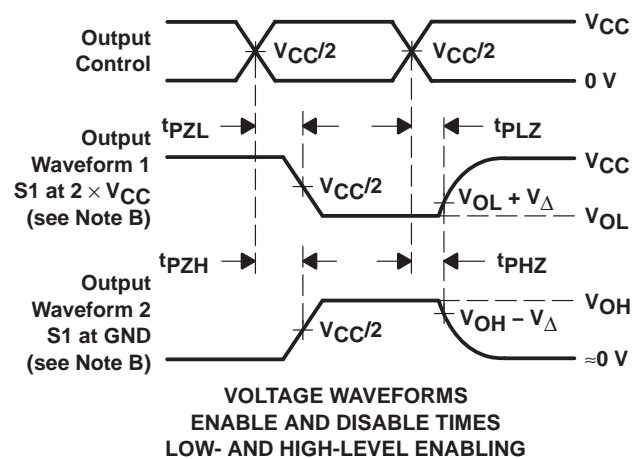 Output
Control
VCC/2
VCC/2
VCC
0 V
tPZL
tPLZ
Output
Waveform 1
S1 at 2 × VCC
(see Note B)
VCC/2
VCC
VOL + VΔ
VOL
tPZH
tPHZ
Output
Waveform 2
S1 at GND
(see Note B)
VCC/2
VOH
VOH − VΔ
≈0 V
VOLTAGE WAVEFORMS
ENABLE AND DISABLE TIMES
LOW- AND HIGH-LEVEL ENABLING